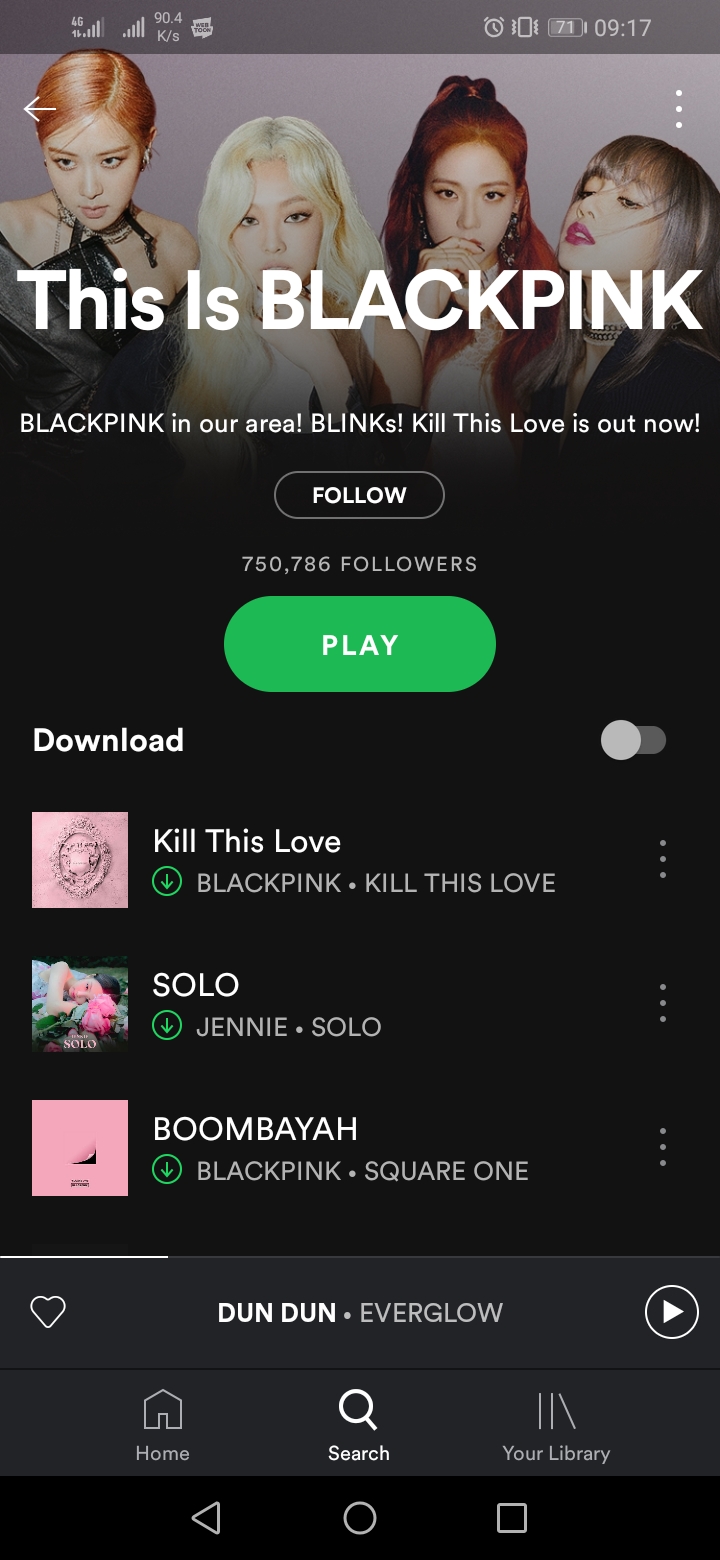 4G
90.4
K/s
WEB
TOON
71
09:17
This Is BLACKPINK
BLACKPINK in our area! BLINKs! Kill This Love is out now!
FOLLOW
750,786 FOLLOWERS
PLAY
Download
Kill This Love
BLACKPINK • KILL THIS LOVE
SOLO
JENNIE • SOLO
SOLO
BOOMBAYAH
BLACKPINK • SQUARE ONE
DUN DUN • EVERGLOW
Home
Search
Your Library